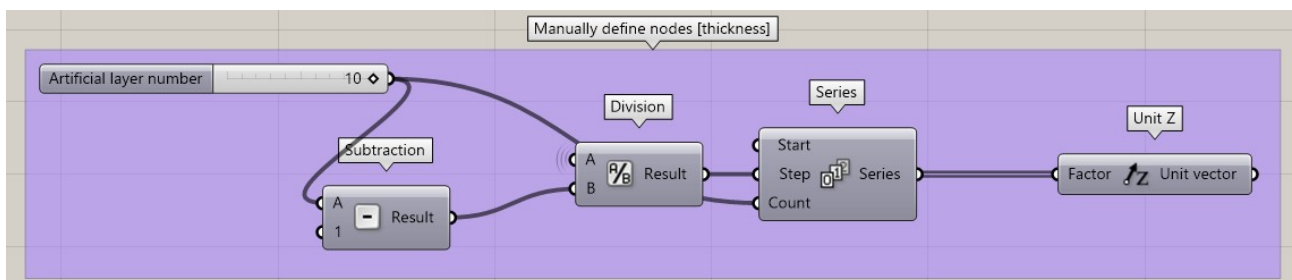 Manually define nodes [thickness]
Artificial layer number
10
Series
Division
Unit Z
Subtraction
Start
A
Result
Step
Series
Factor
Unit vector
B
A
Result
Count
1